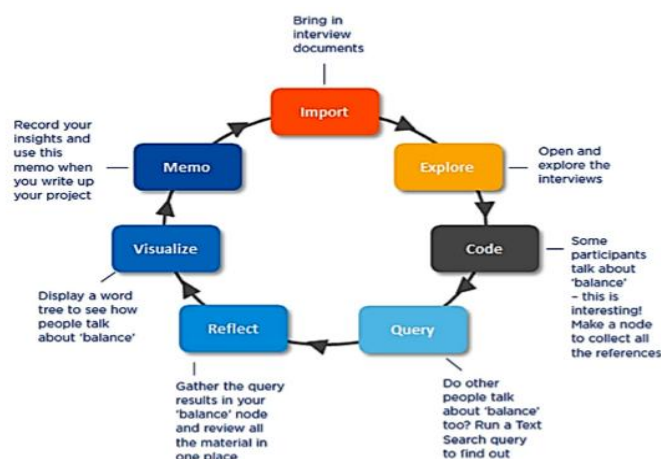 Bring in
interview
documents
Import
Record your
insights and
use this
memo when
you write up
your project
Memo
Explore
Open and
explore the
interviews
Visualize
Code
Some
participants
talk about
'balance'
– this is
interesting!
Make a node
to collect all
the references
Display a word
tree to see how
people talk
about 'balance'
Reflect
Query
Gather the query
results in your
'balance' node
and review all
the material in
one place
Do other
people talk
about 'balance'
too? Run a Text
Search query
to find out